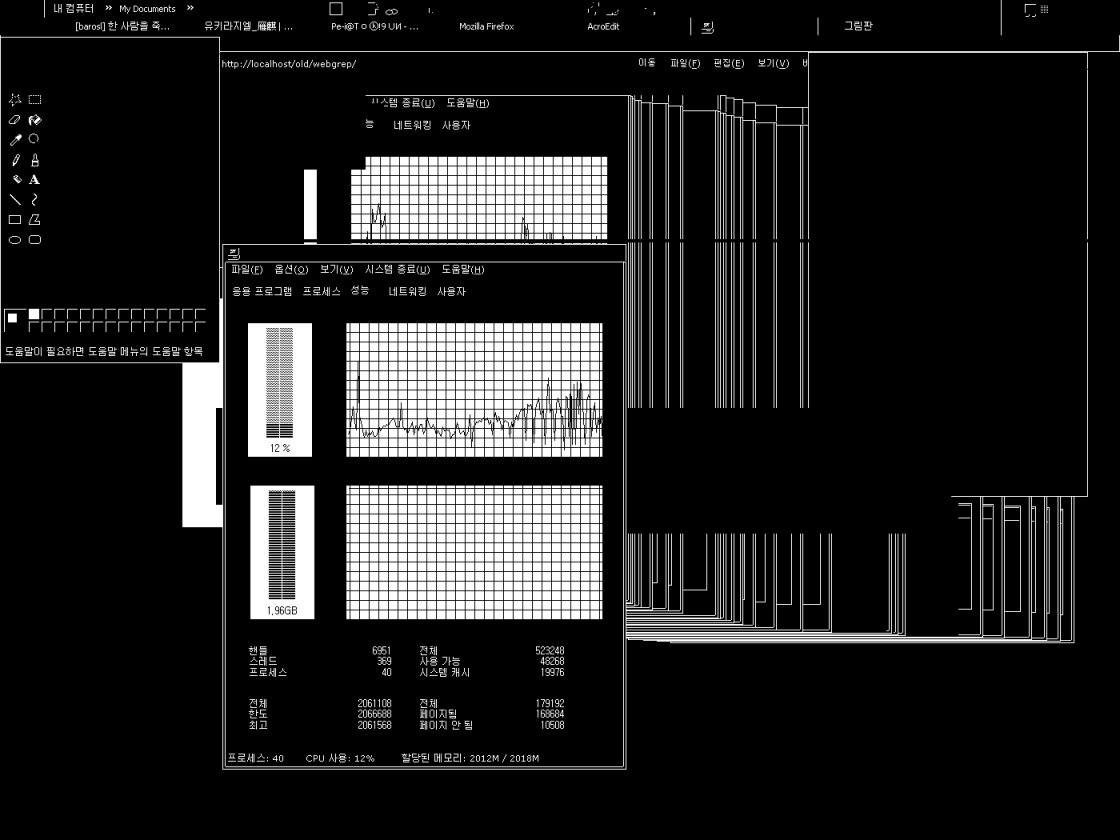 내 컴퓨터 » My Documents »
[barosl] 한 사람을 죽... 유키라지엘_雁麒 | ... Mozilla Firefox AcroEdit 그림판
http://localhost/old/webgrep/ 이동 파일(F) 편집(E) 보기(V)
시스템 종료(U) 도움말(H)
능 네트워킹 사용자
파일(F) 옵션(O) 보기(V) 시스템 종료(U) 도움말(H)
응용 프로그램 프로세스 성능 네트워킹 사용자
A
도움말이 필요하면 도움말 메뉴의 도움말 항목
12 %
1,96GB
핸들 6951 전체 523248
스레드 369 사용 가능 48268
프로세스 40 시스템 캐시 19976
전체 2061108 전체 179192
한도 2066688 페이지됨 168684
최고 2061568 페이지 안 됨 10508
프로세스: 40 CPU 사용: 12% 할당된 메모리: 2012M / 2018M